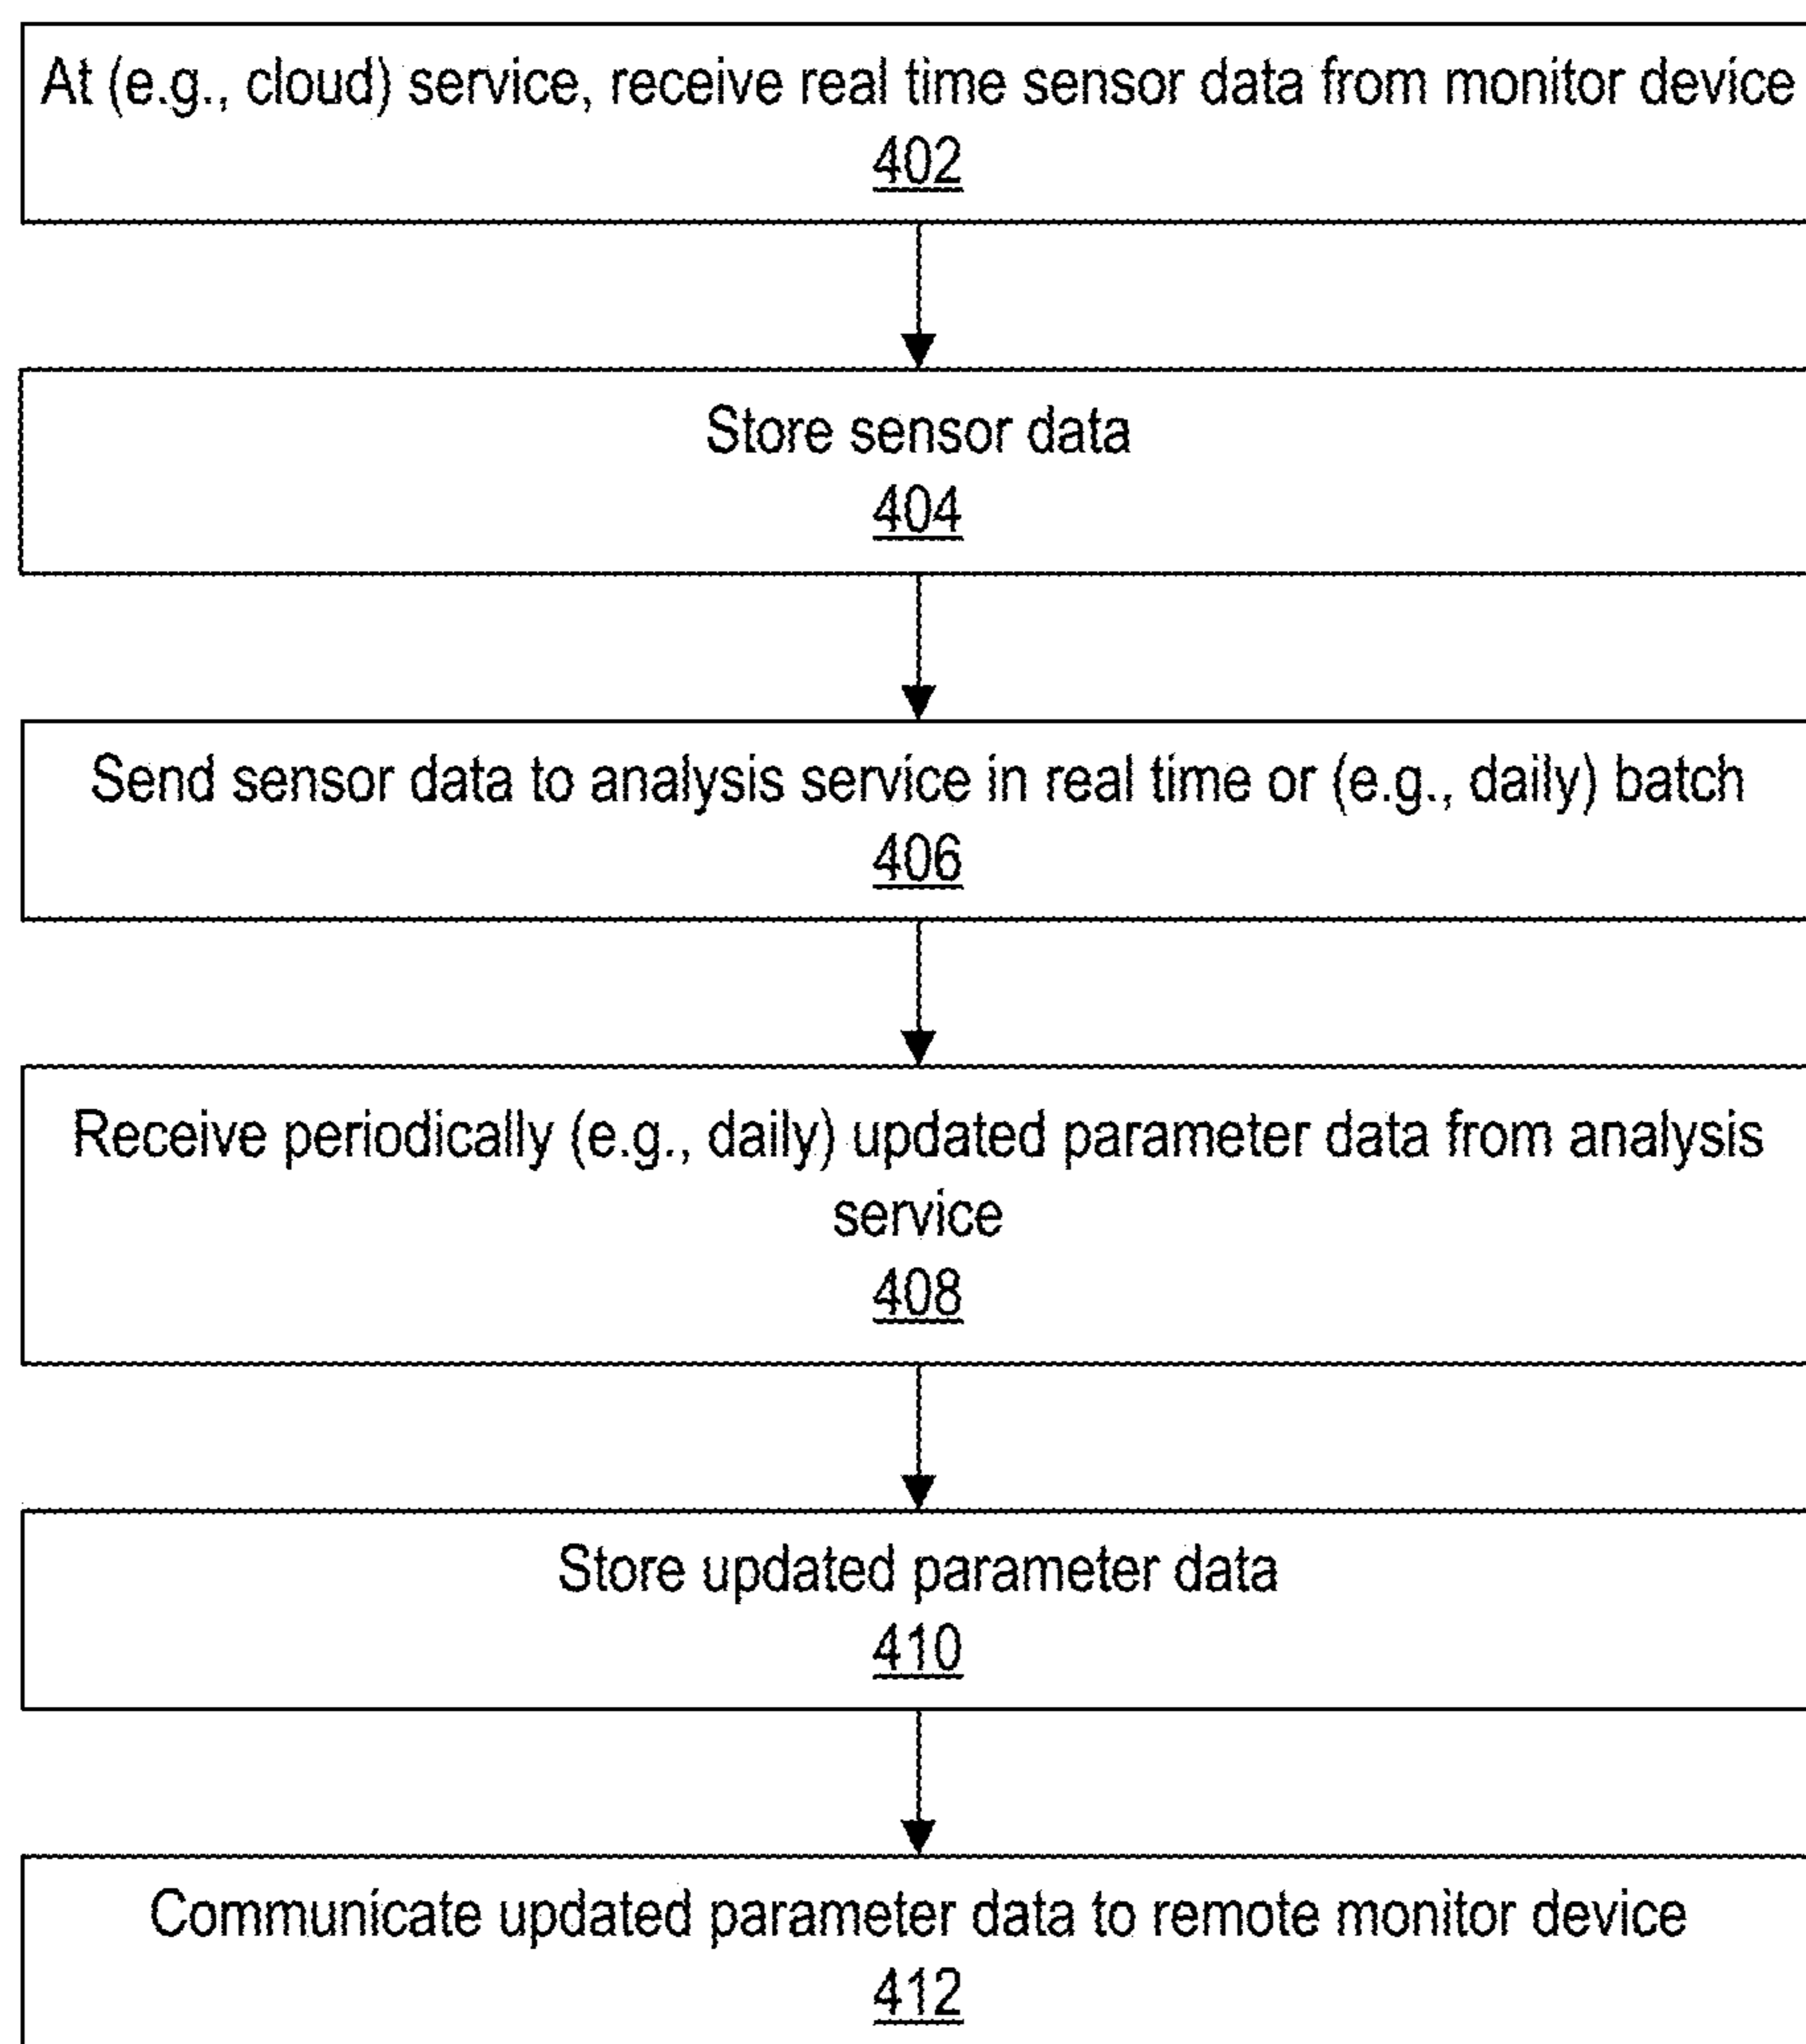 At (e.g., cloud) service, receive real time sensor data from monitor device
402
Store sensor data
404
Send sensor data to analysis service in real time or (e.g., daily) batch
406
Receive periodically (e.g., daily) updated parameter data from analysis
service
408
Store updated parameter data
410
Communicate updated parameter data to remote monitor device
412